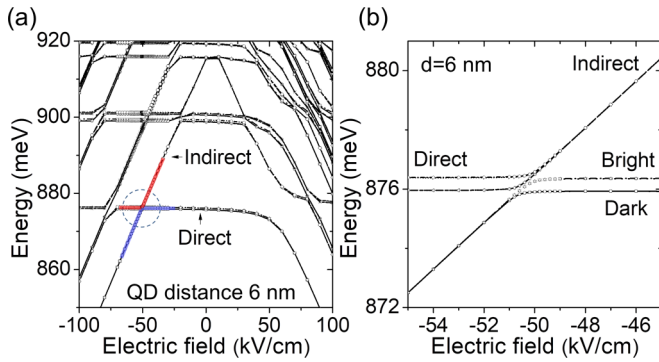 (a)
Energy (meV)
920
900
880
860
Indirect
Direct
QD distance 6 nm
-100
-50
0
50
100
Electric field (kV/cm)
(b)
Energy (meV)
880
876
872
d=6 nm
Indirect
Direct
Bright
Dark
-54
-52
-50
-48
-46
Electric field (kV/cm)